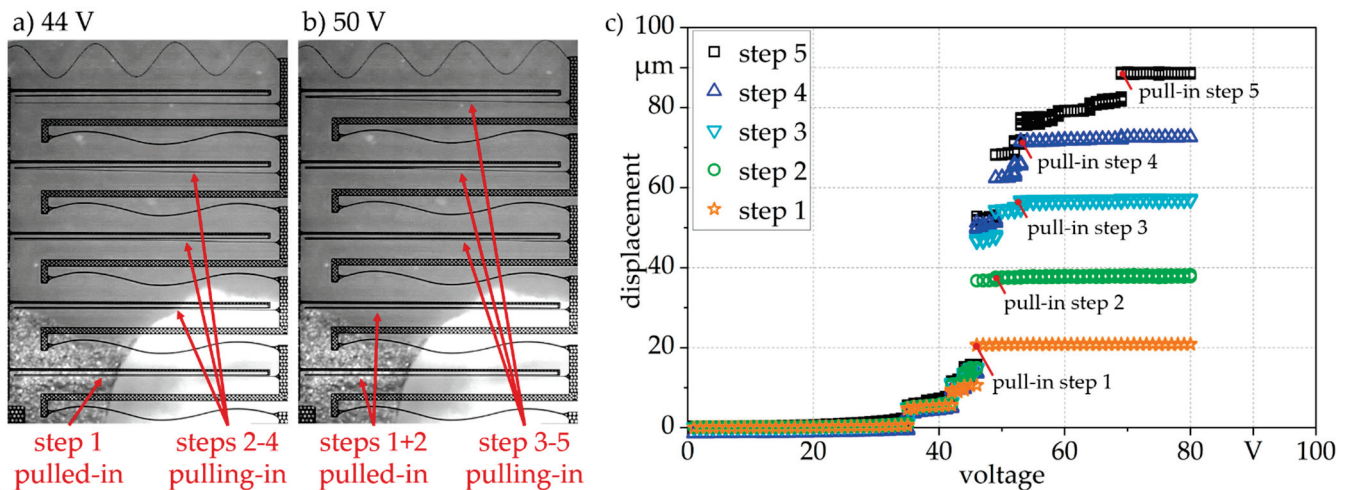 a) 44 V
b) 50 V
step 1
pulled-in
steps 2-4
pulling-in
steps 1+2
pulled-in
step 3-5
pulling-in
c)
100
µm
80
60
40
20
0
displacement
step 5
step 4
step 3
step 2
step 1
pull-in step 5
pull-in step 4
pull-in step 3
pull-in step 2
pull-in step 1
0 20 40 60 80 V 100
voltage